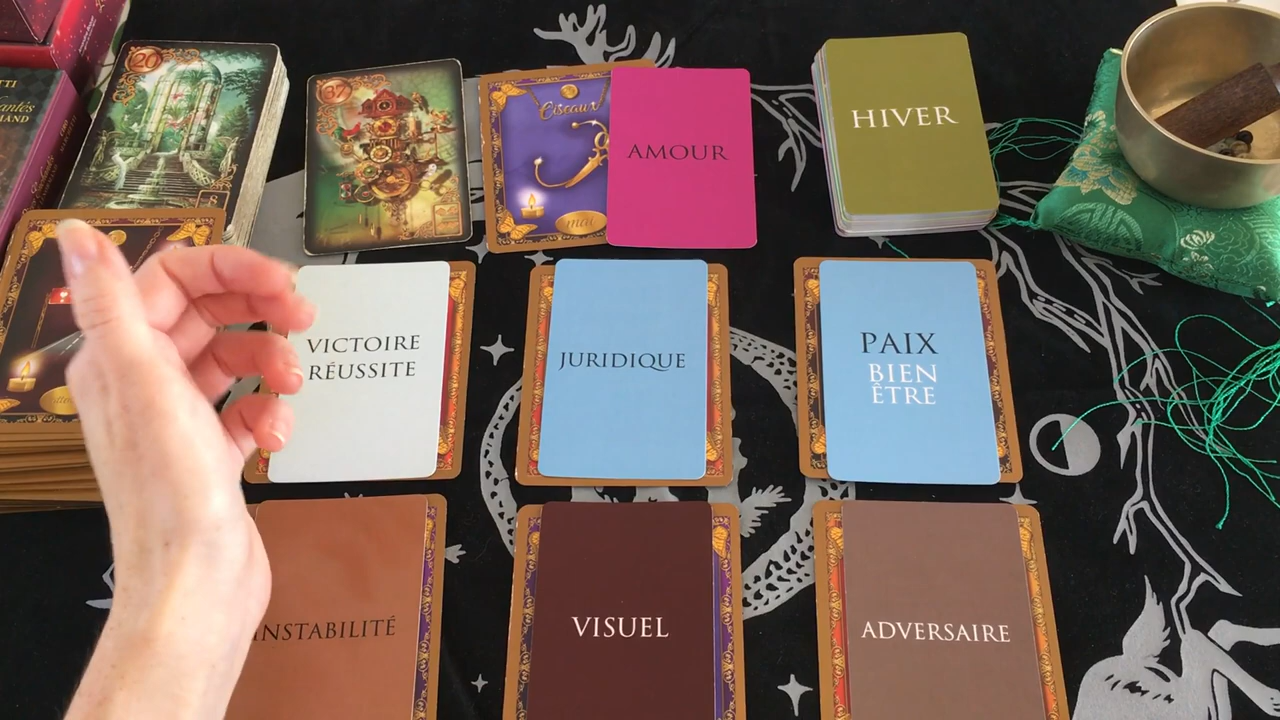 20
37
Ciseaux
mai
AMOUR
HIVER
VICTOIRE
RÉUSSITE
JURIDIQUE
PAIX
BIEN
ÊTRE
INSTABILITÉ
VISUEL
ADVERSAIRE